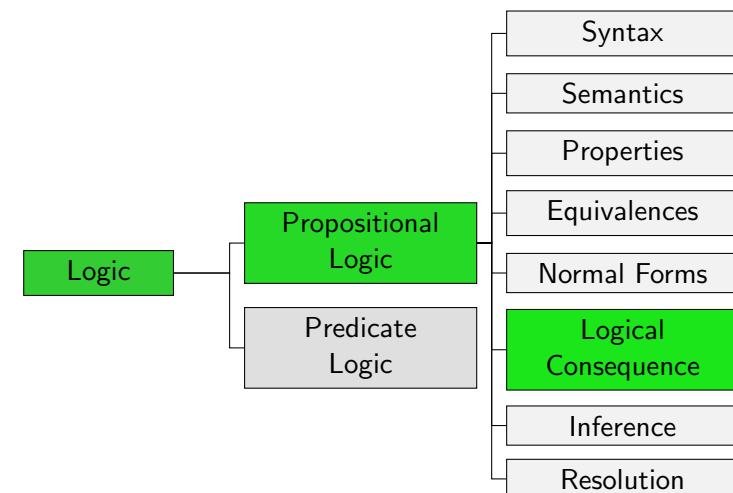 Logic
Propositional
Logic
Predicate
Logic
Syntax
Semantics
Properties
Equivalences
Normal Forms
Logical
Consequence
Inference
Resolution